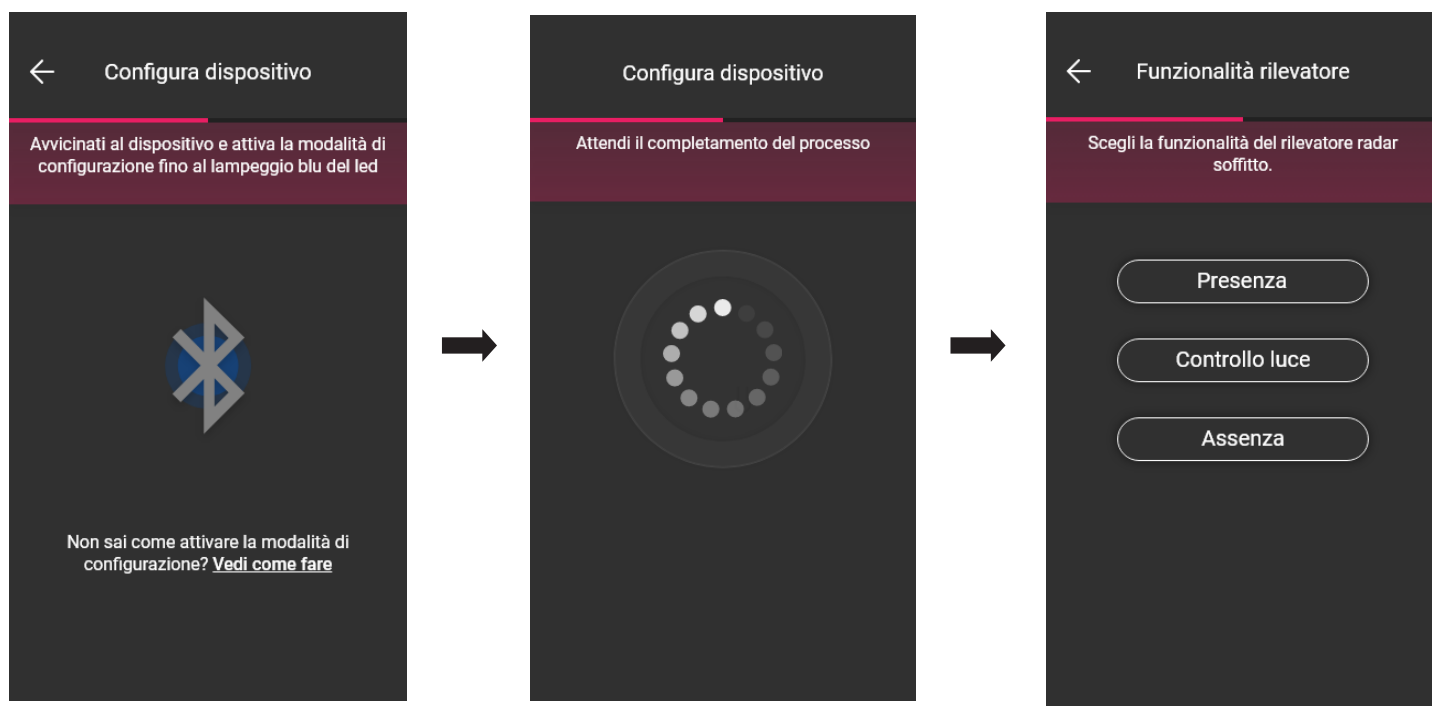 Configura dispositivo
Avvicinati al dispositivo e attiva la modalità di
configurazione fino al lampeggio blu del led
Non sai come attivare la modalità di
configurazione? Vedi come fare
Configura dispositivo
Attendi il completamento del processo
Funzionalità rilevatore
Scegli la funzionalità del rilevatore radar
soffitto.
Presenza
Controllo luce
Assenza